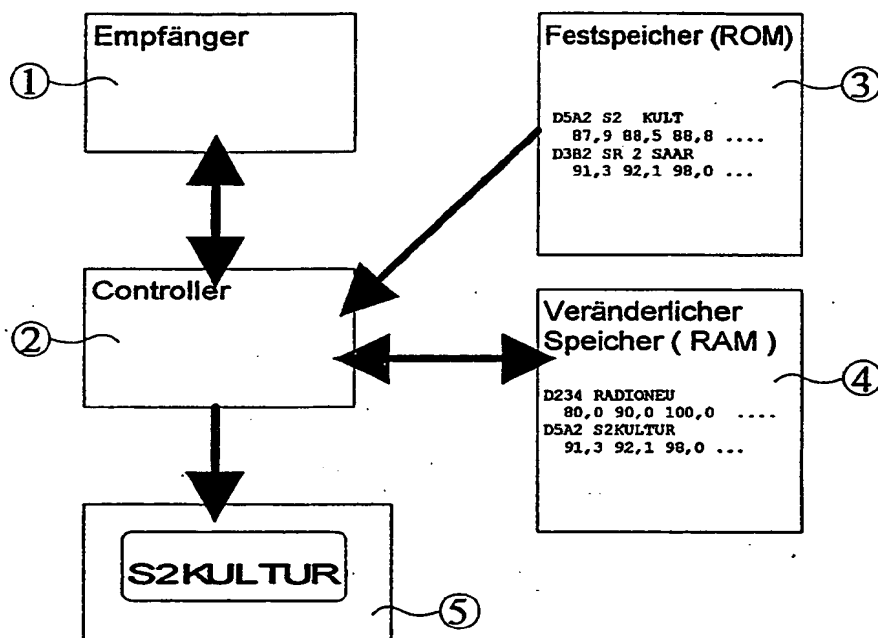 Empfänger
①
Festspeicher (ROM)
③
D5A2 S2 KULT
87,9 88,5 88,8 ....
D3B2 SR 2 SAAR
91,3 92,1 98,0 ...
Controller
②
Veränderlicher
Speicher ( RAM )
④
D234 RADIONEU
80,0 90,0 100,0 ....
D5A2 S2KULTUR
91,3 92,1 98,0 ...
S2KULTUR
⑤